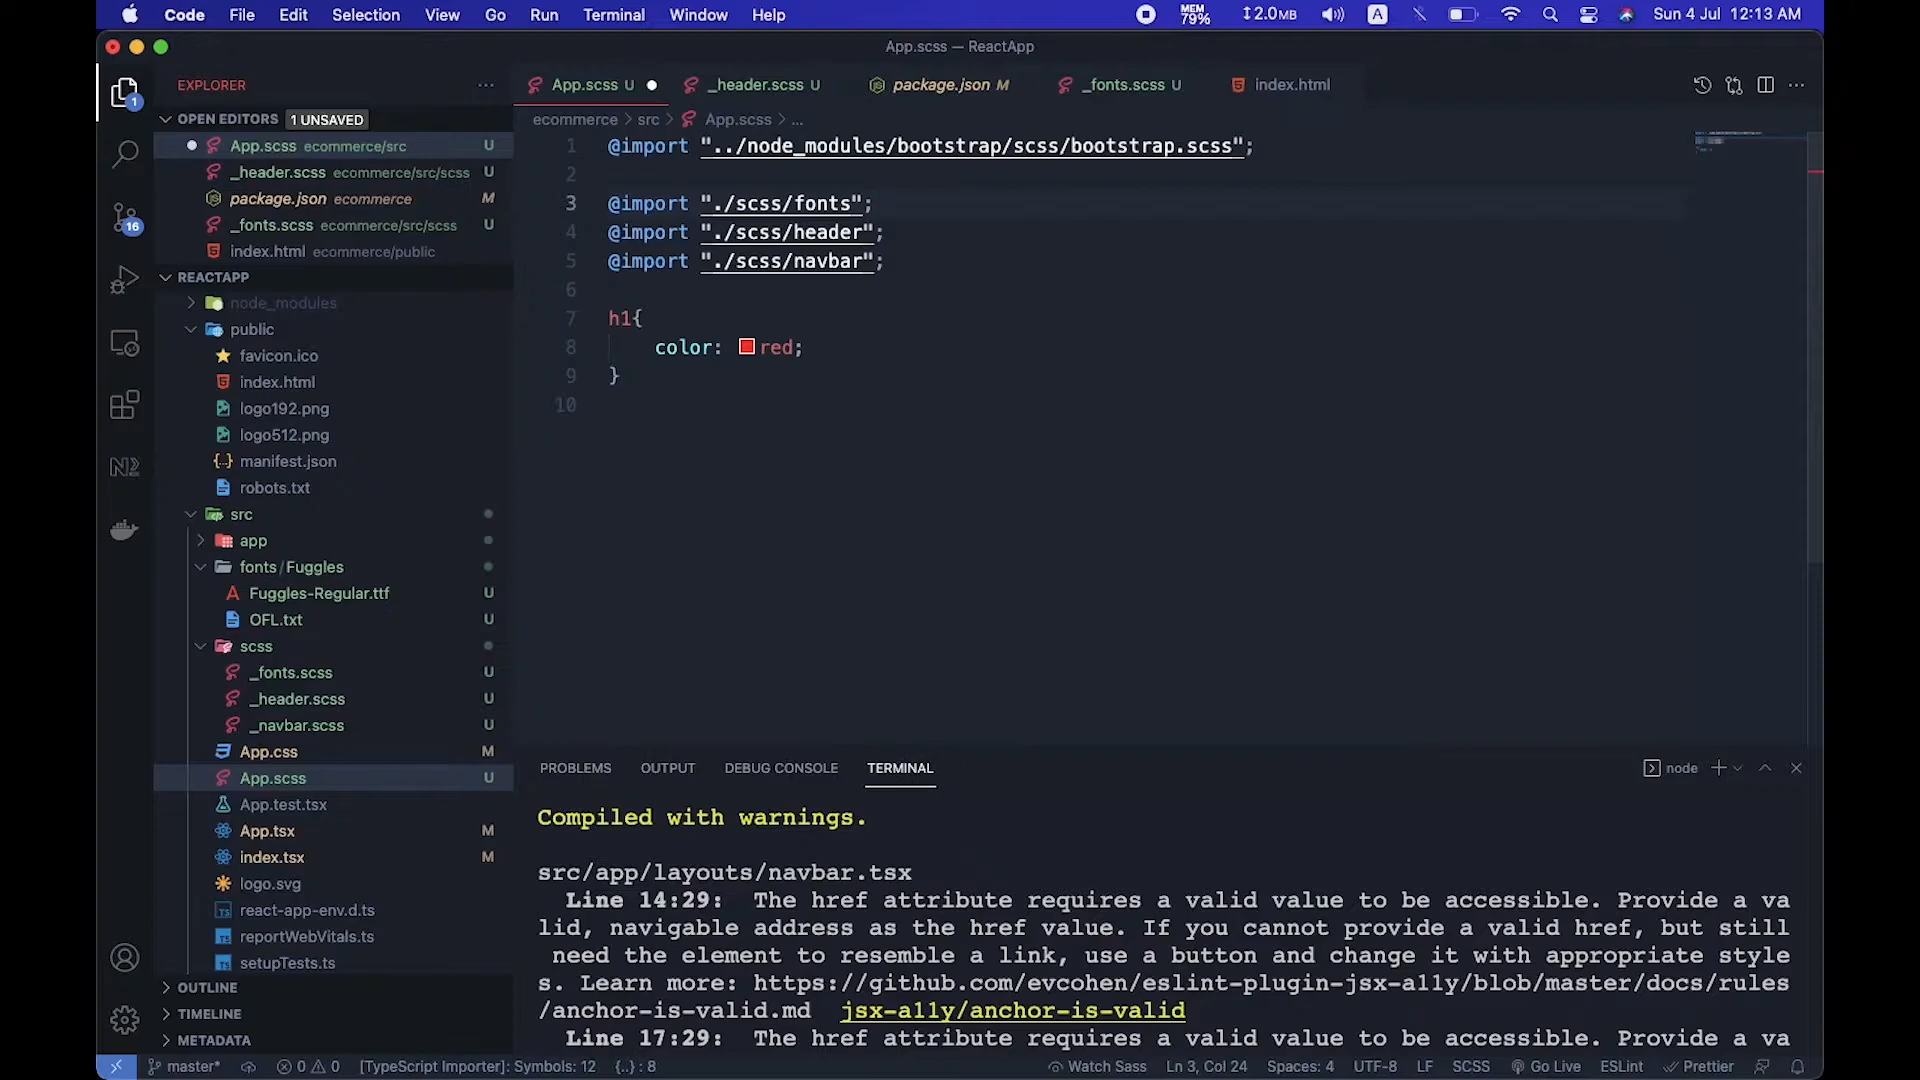 Code File Edit Selection View Go Run Terminal Window Help MEM 79% 2.0MB A Sun 4 Jul 12:13 AM
App.scss — ReactApp
EXPLORER
App.scss U _header.scss U package.json M _fonts.scss U index.html
OPEN EDITORS 1 UNSAVED
ecommerce > src > App.scss > ...
App.scss ecommerce/src U
_header.scss ecommerce/src/scss U
package.json ecommerce M
_fonts.scss ecommerce/src/scss U
index.html ecommerce/public
REACTAPP
node_modules
public
favicon.ico
index.html
logo192.png
logo512.png
manifest.json
robots.txt
src
app
fonts / Fuggles
Fuggles-Regular.ttf U
OFL.txt U
scss
_fonts.scss U
_header.scss U
_navbar.scss U
App.css M
App.scss U
App.test.tsx
App.tsx M
index.tsx M
logo.svg
react-app-env.d.ts
reportWebVitals.ts
setupTests.ts
OUTLINE
TIMELINE
METADATA
1
16
1 @import "../node_modules/bootstrap/scss/bootstrap.scss";
2
3 @import "./scss/fonts";
4 @import "./scss/header";
5 @import "./scss/navbar";
6
7 h1{
8 color: red;
9 }
10
PROBLEMS OUTPUT DEBUG CONSOLE TERMINAL node
Compiled with warnings.
src/app/layouts/navbar.tsx
Line 14:29: The href attribute requires a valid value to be accessible. Provide a va
lid, navigable address as the href value. If you cannot provide a valid href, but still
need the element to resemble a link, use a button and change it with appropriate style
s. Learn more: https://github.com/evcohen/eslint-plugin-jsx-a11y/blob/master/docs/rules
/anchor-is-valid.md jsx-a11y/anchor-is-valid
Line 17:29: The href attribute requires a valid value to be accessible. Provide a va
master* 0 0 [TypeScript Importer]: Symbols: 12 {..} : 8 Watch Sass Ln 3, Col 24 Spaces: 4 UTF-8 LF SCSS Go Live ESLint Prettier